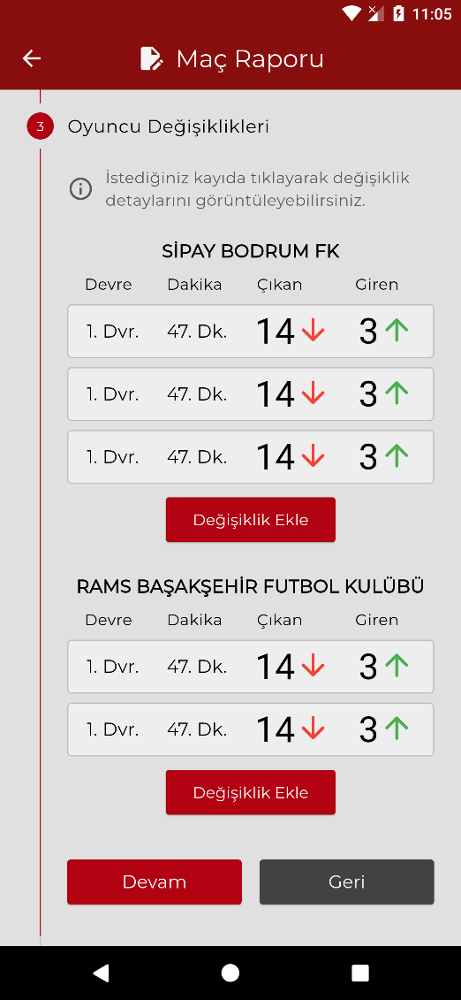 11:05
Maç Raporu
3 Oyuncu Değişiklikleri
İstediğiniz kayıda tıklayarak değişiklik
detaylarını görüntüleyebilirsiniz.
SİPAY BODRUM FK
Devre Dakika Çıkan Giren
1. Dvr. 47. Dk. 14 3
1. Dvr. 47. Dk. 14 3
1. Dvr. 47. Dk. 14 3
Değişiklik Ekle
RAMS BAŞAKŞEHİR FUTBOL KULÜBÜ
Devre Dakika Çıkan Giren
1. Dvr. 47. Dk. 14 3
1. Dvr. 47. Dk. 14 3
Değişiklik Ekle
Devam Geri